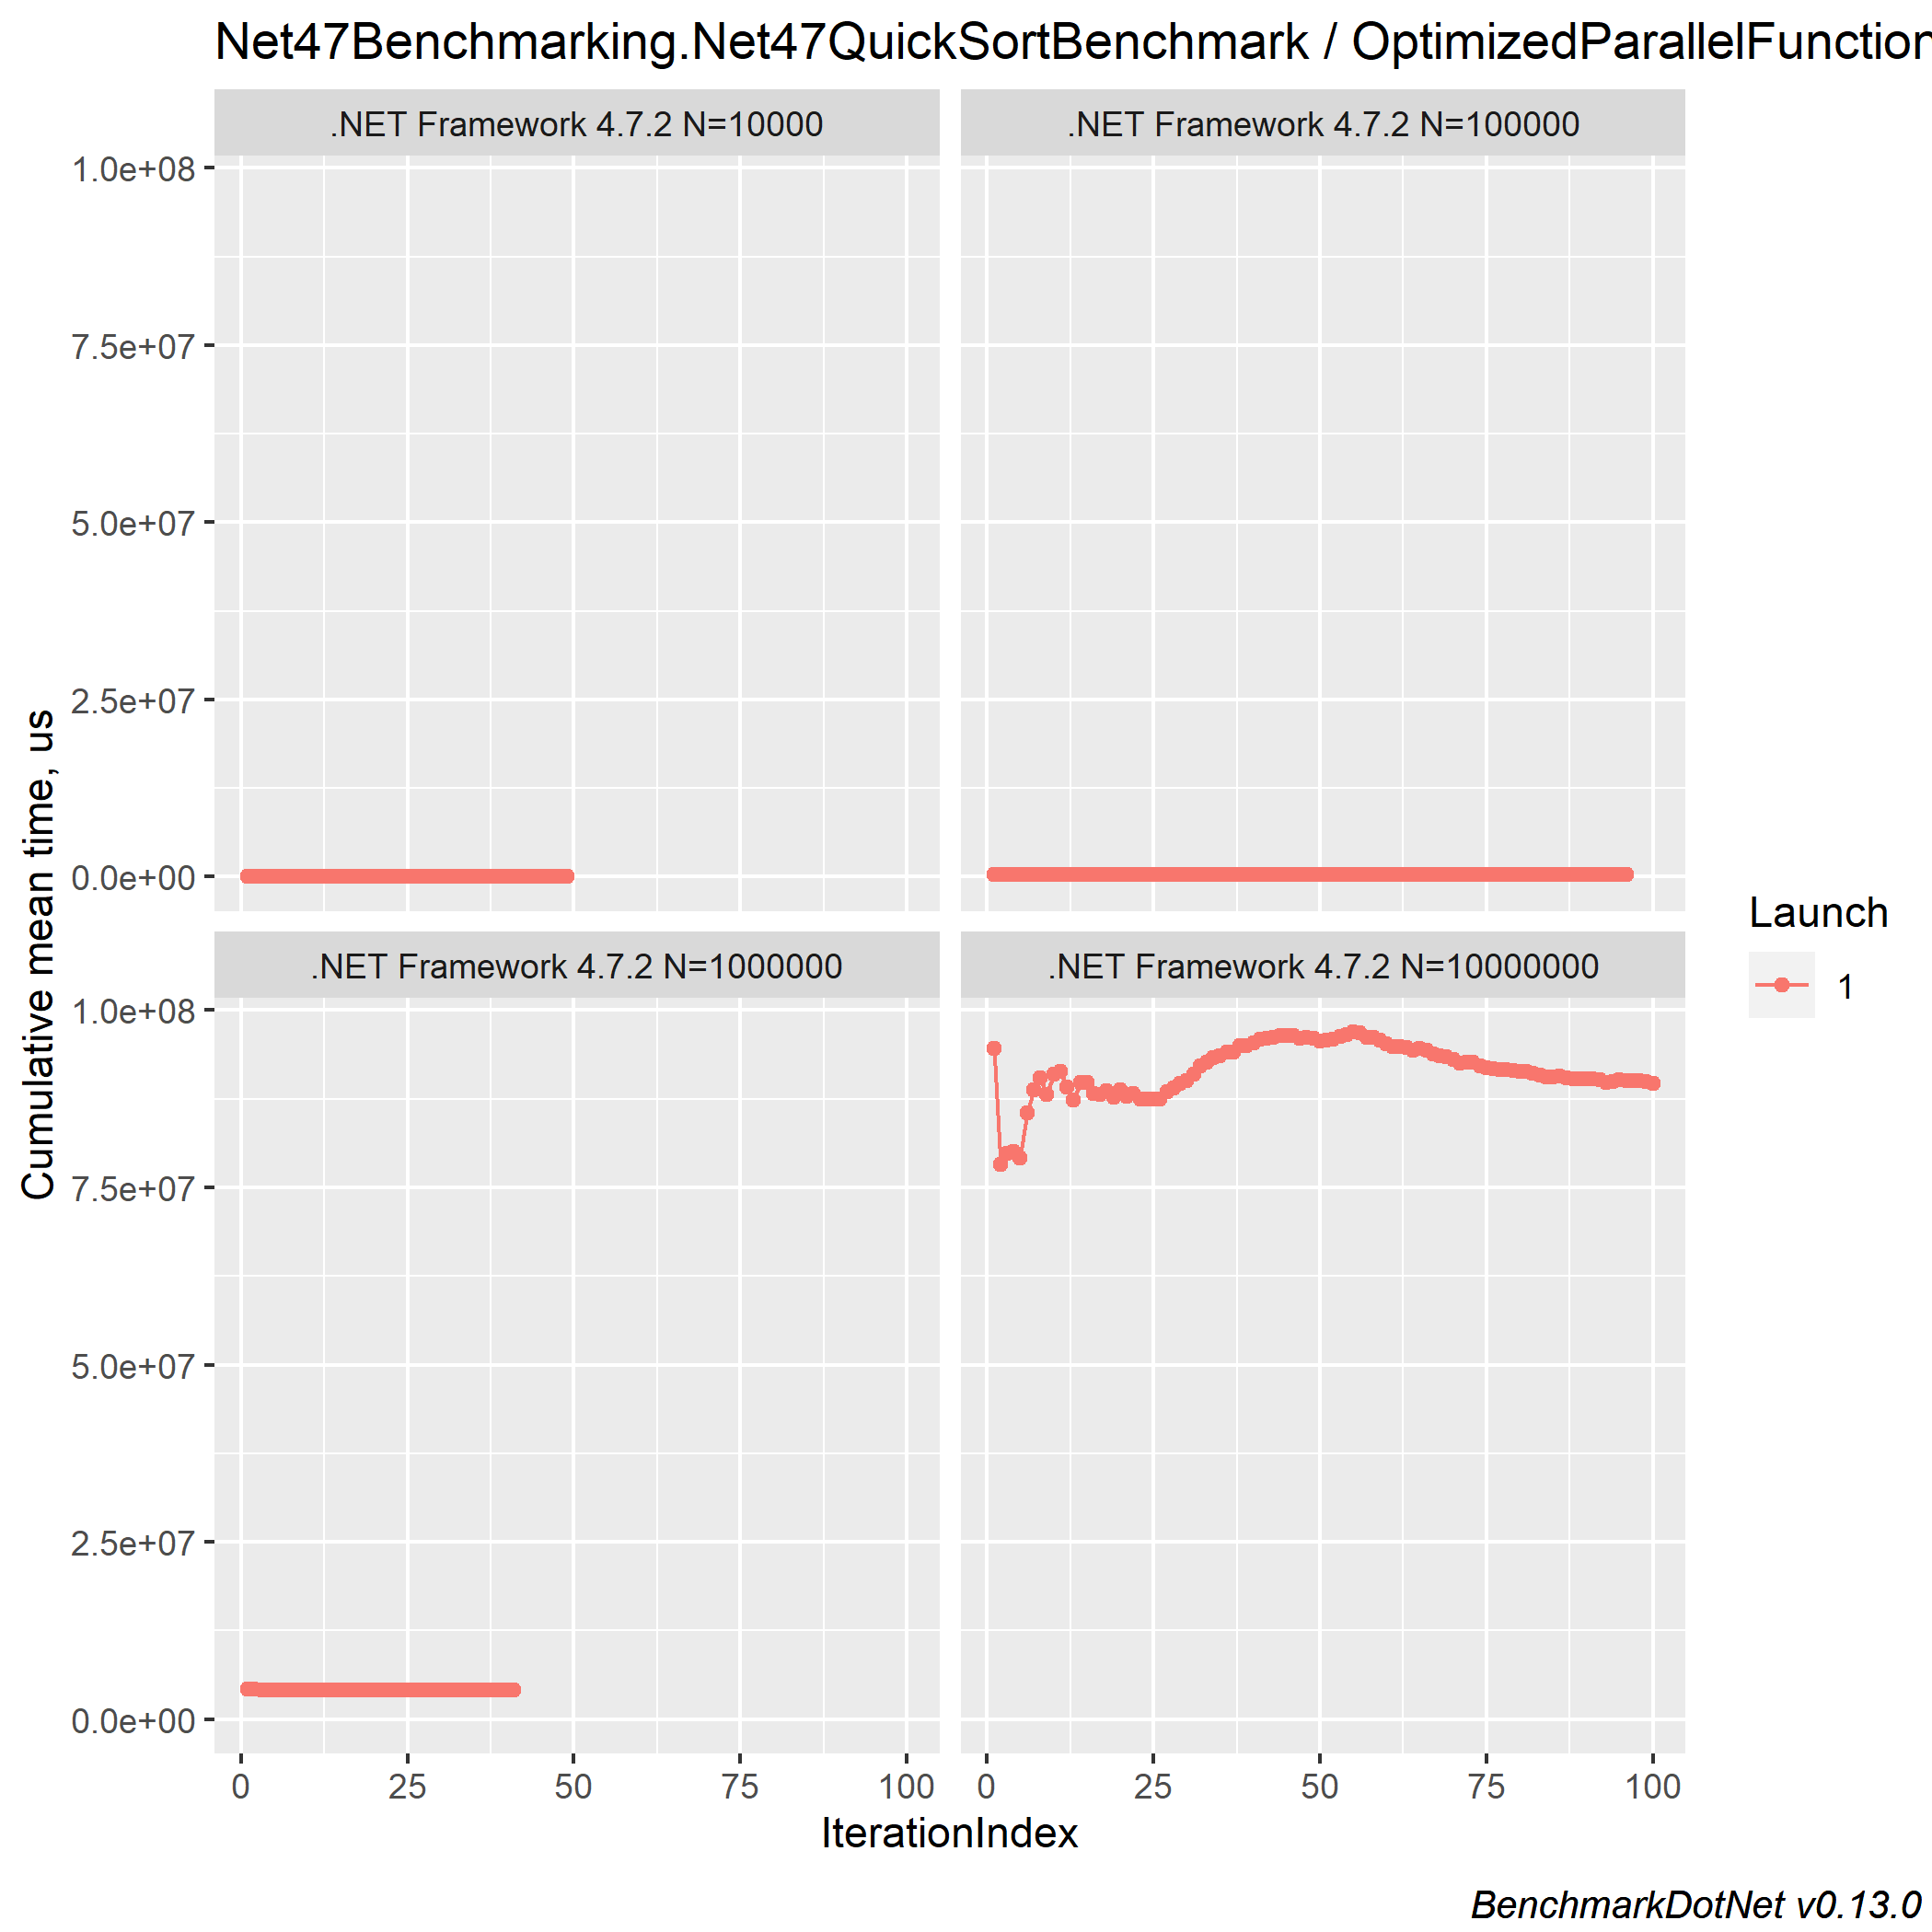 Net47Benchmarking.Net47QuickSortBenchmark / OptimizedParallelFunction
.NET Framework 4.7.2 N=10000
.NET Framework 4.7.2 N=100000
1.0e+08
7.5e+07
5.0e+07
2.5e+07
0.0e+00
.NET Framework 4.7.2 N=1000000
.NET Framework 4.7.2 N=10000000
1.0e+08
7.5e+07
5.0e+07
2.5e+07
0.0e+00
Cumulative mean time, us
0 25 50 75 100
0 25 50 75 100
IterationIndex
Launch
1
BenchmarkDotNet v0.13.0